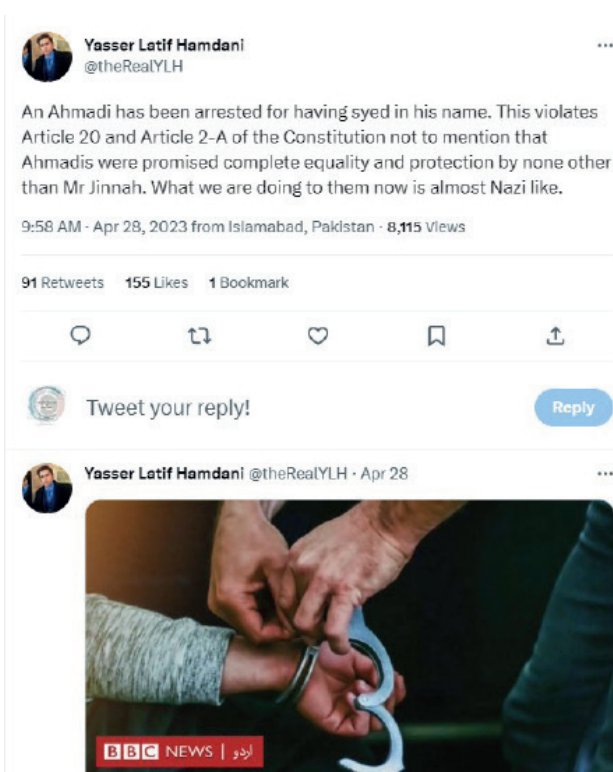 Yasser Latif Hamdani
@theRealYLH
An Ahmadi has been arrested for having syed in his name. This violates
Article 20 and Article 2-A of the Constitution not to mention that
Ahmadis were promised complete equality and protection by none other
than Mr Jinnah. What we are doing to them now is almost Nazi like.
9:58 AM · Apr 28, 2023 from Islamabad, Pakistan · 8,115 Views
91 Retweets 155 Likes 1 Bookmark
Tweet your reply!
Reply
Yasser Latif Hamdani @theRealYLH · Apr 28
BBC NEWS | اردو